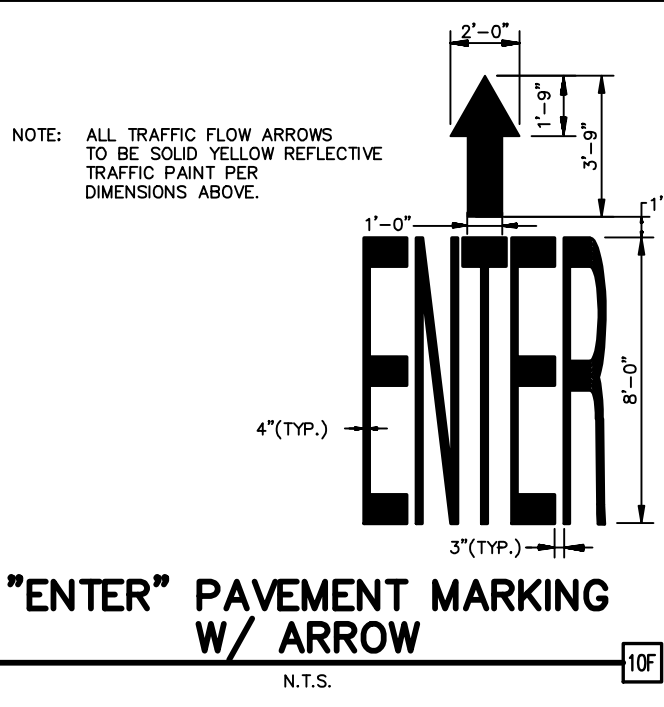 2'-0"
1'-9"
3'-9"
NOTE: ALL TRAFFIC FLOW ARROWS
TO BE SOLID YELLOW REFLECTIVE
TRAFFIC PAINT PER
DIMENSIONS ABOVE.
1'
1'-0"
ENTER
8'-0"
4"(TYP.)
3"(TYP.)
"ENTER" PAVEMENT MARKING
W/ ARROW
10F
N.T.S.